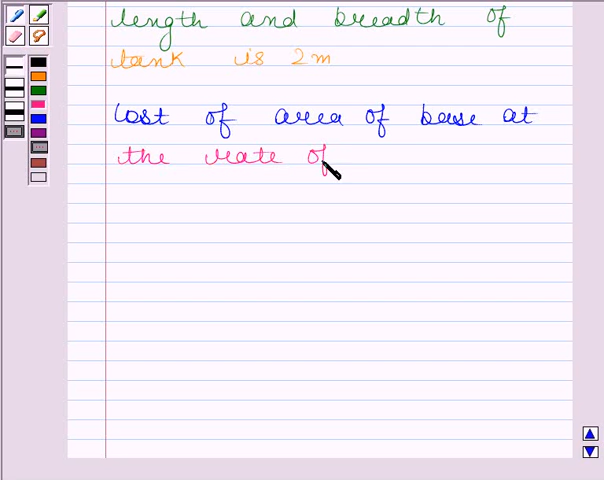 length and breadth of
tank is 2m
Cost of area of base at
the rate of